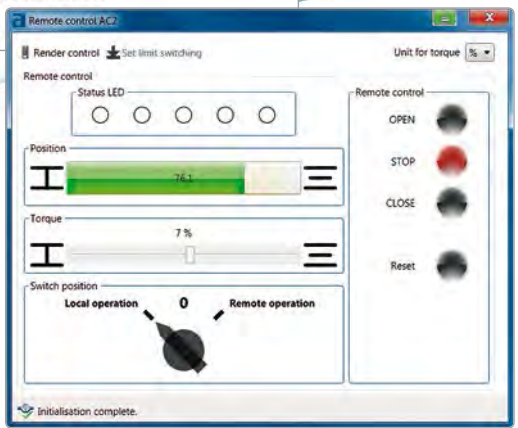 Remote control AC2
Render control Set limit switching Unit for torque %
Remote control
Status LED
Position
76.1
Torque
7 %
Switch position
Local operation 0 Remote operation
Remote control
OPEN
STOP
CLOSE
Reset
Initialisation complete.